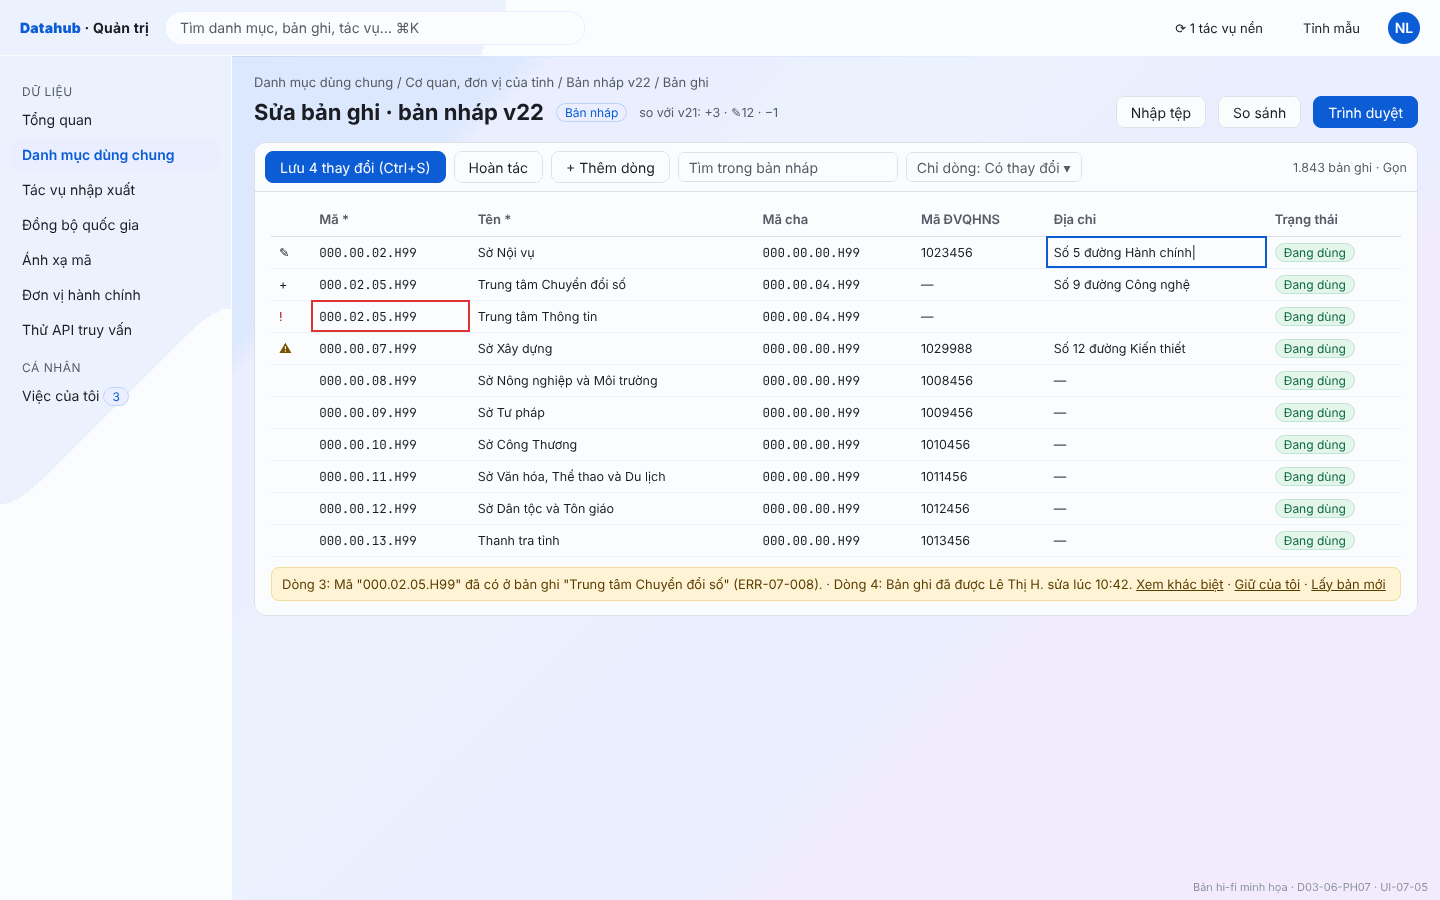 Datahub · Quản trị
Tìm danh mục, bản ghi, tác vụ... ⌘K
⟳ 1 tác vụ nền
Tỉnh mẫu
NL
DỮ LIỆU
Tổng quan
Danh mục dùng chung
Tác vụ nhập xuất
Đồng bộ quốc gia
Ánh xạ mã
Đơn vị hành chính
Thử API truy vấn
CÁ NHÂN
Việc của tôi 3
Danh mục dùng chung / Cơ quan, đơn vị của tỉnh / Bản nháp v22 / Bản ghi
Sửa bản ghi · bản nháp v22 Bản nháp so với v21: +3 · ✎12 · −1
Nhập tệp So sánh Trình duyệt
Lưu 4 thay đổi (Ctrl+S) Hoàn tác + Thêm dòng Tìm trong bản nháp Chỉ dòng: Có thay đổi ▾ 1.843 bản ghi · Gọn
Mã * Tên * Mã cha Mã ĐVQHNS Địa chỉ Trạng thái
✎ 000.00.02.H99 Sở Nội vụ 000.00.00.H99 1023456 Số 5 đường Hành chính| Đang dùng
+ 000.02.05.H99 Trung tâm Chuyển đổi số 000.00.04.H99 — Số 9 đường Công nghệ Đang dùng
! 000.02.05.H99 Trung tâm Thông tin 000.00.04.H99 — Đang dùng
⚠ 000.00.07.H99 Sở Xây dựng 000.00.00.H99 1029988 Số 12 đường Kiến thiết Đang dùng
000.00.08.H99 Sở Nông nghiệp và Môi trường 000.00.00.H99 1008456 — Đang dùng
000.00.09.H99 Sở Tư pháp 000.00.00.H99 1009456 — Đang dùng
000.00.10.H99 Sở Công Thương 000.00.00.H99 1010456 — Đang dùng
000.00.11.H99 Sở Văn hóa, Thể thao và Du lịch 000.00.00.H99 1011456 — Đang dùng
000.00.12.H99 Sở Dân tộc và Tôn giáo 000.00.00.H99 1012456 — Đang dùng
000.00.13.H99 Thanh tra tỉnh 000.00.00.H99 1013456 — Đang dùng
Dòng 3: Mã "000.02.05.H99" đã có ở bản ghi "Trung tâm Chuyển đổi số" (ERR-07-008). · Dòng 4: Bản ghi đã được Lê Thị H. sửa lúc 10:42. Xem khác biệt · Giữ của tôi · Lấy bản mới
Bản hi-fi minh họa · D03-06-PH07 · UI-07-05